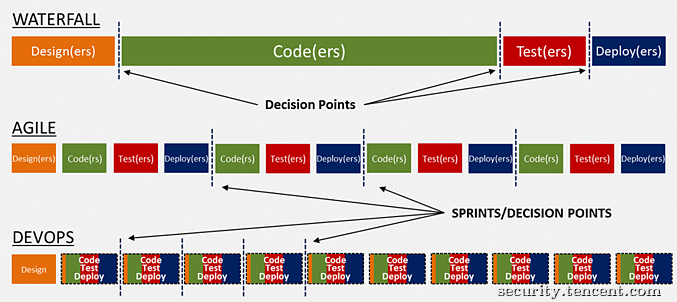 WATERFALL
Design(ers) Code(ers) Test(ers) Deploy(ers)
Decision Points
AGILE
Design(ers) Code(rs) Test(ers) Deploy(ers) Code(rs) Test(ers) Deploy(ers) Code(rs) Test(ers) Deploy(ers) Code(rs) Test(ers) Deploy(ers)
SPRINTS/DECISION POINTS
DEVOPS
Code Code Code Code Code Code Code Code Code Code
Design Test Test Test Test Test Test Test Test Test Test
Deploy Deploy Deploy Deploy Deploy Deploy Deploy Deploy Deploy Deploy
security.tencent.com